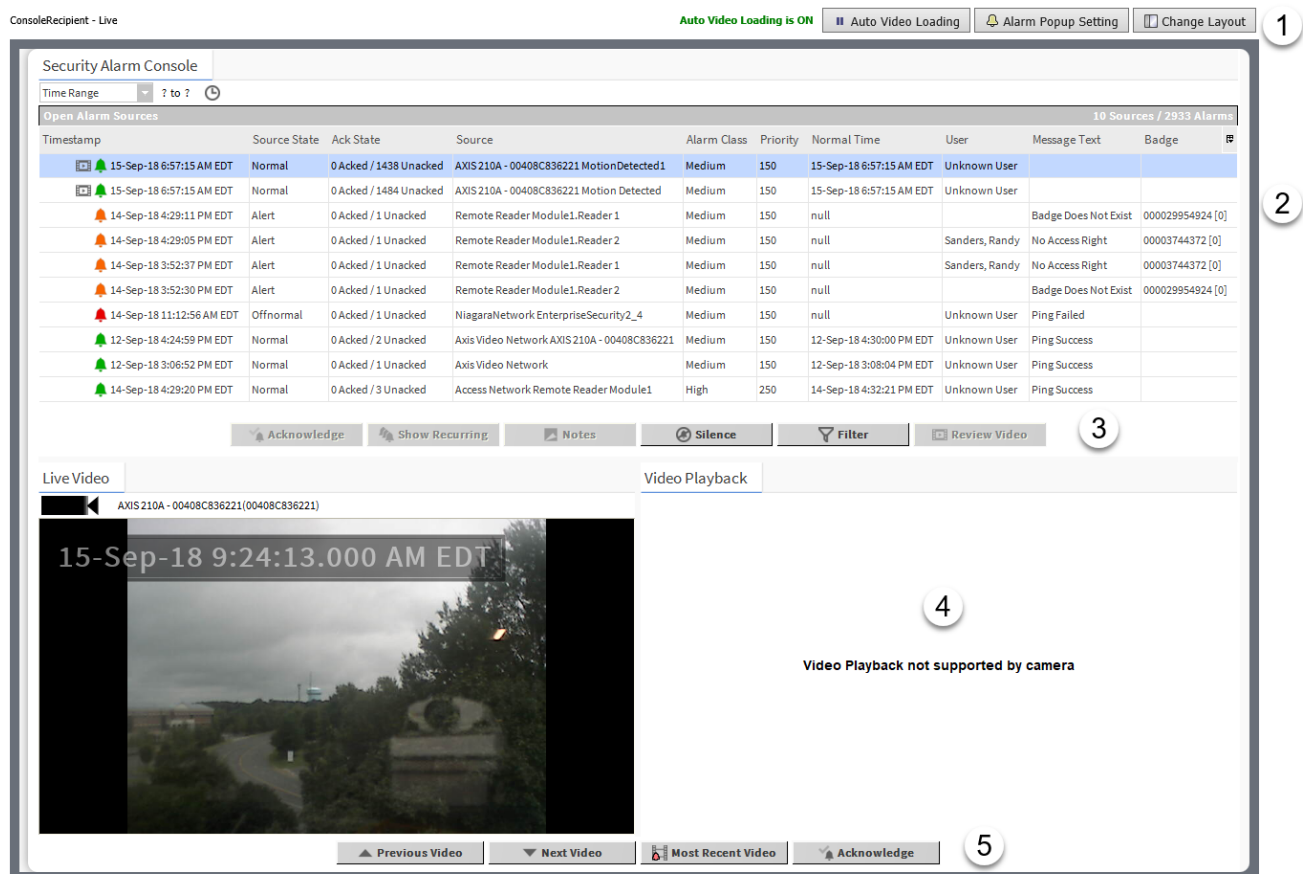 ConsoleRecipient - Live
Auto Video Loading is ON Auto Video Loading Alarm Popup Setting Change Layout 1
Security Alarm Console
Time Range ? to ?
Open Alarm Sources 10 Sources / 2933 Alarms
Timestamp Source State Ack State Source Alarm Class Priority Normal Time User Message Text Badge
15-Sep-18 6:57:15 AM EDT Normal 0 Acked / 1438 Unacked AXIS 210A - 00408C836221 MotionDetected1 Medium 150 15-Sep-18 6:57:15 AM EDT Unknown User
15-Sep-18 6:57:15 AM EDT Normal 0 Acked / 1484 Unacked AXIS 210A - 00408C836221 Motion Detected Medium 150 15-Sep-18 6:57:15 AM EDT Unknown User
2
14-Sep-18 4:29:11 PM EDT Alert 0 Acked / 1 Unacked Remote Reader Module1.Reader 1 Medium 150 null Badge Does Not Exist 000029954924 [0]
14-Sep-18 4:29:05 PM EDT Alert 0 Acked / 1 Unacked Remote Reader Module1.Reader 2 Medium 150 null Sanders, Randy No Access Right 00003744372 [0]
14-Sep-18 3:52:37 PM EDT Alert 0 Acked / 1 Unacked Remote Reader Module1.Reader 1 Medium 150 null Sanders, Randy No Access Right 00003744372 [0]
14-Sep-18 3:52:30 PM EDT Alert 0 Acked / 1 Unacked Remote Reader Module1.Reader 2 Medium 150 null Badge Does Not Exist 000029954924 [0]
14-Sep-18 11:12:56 AM EDT Offnormal 0 Acked / 1 Unacked NiagaraNetwork EnterpriseSecurity2_4 Medium 150 null Unknown User Ping Failed
12-Sep-18 4:24:59 PM EDT Normal 0 Acked / 2 Unacked Axis Video Network AXIS 210A - 00408C836221 Medium 150 12-Sep-18 4:30:00 PM EDT Unknown User Ping Success
12-Sep-18 3:06:52 PM EDT Normal 0 Acked / 1 Unacked Axis Video Network Medium 150 12-Sep-18 3:08:04 PM EDT Unknown User Ping Success
14-Sep-18 4:29:20 PM EDT Normal 0 Acked / 3 Unacked Access Network Remote Reader Module1 High 250 14-Sep-18 4:32:21 PM EDT Unknown User Ping Success
Acknowledge Show Recurring Notes Silence Filter Review Video 3
Live Video Video Playback
AXIS 210A - 00408C836221(00408C836221)
15-Sep-18 9:24:13.000 AM EDT
4
Video Playback not supported by camera
Previous Video Next Video Most Recent Video Acknowledge 5